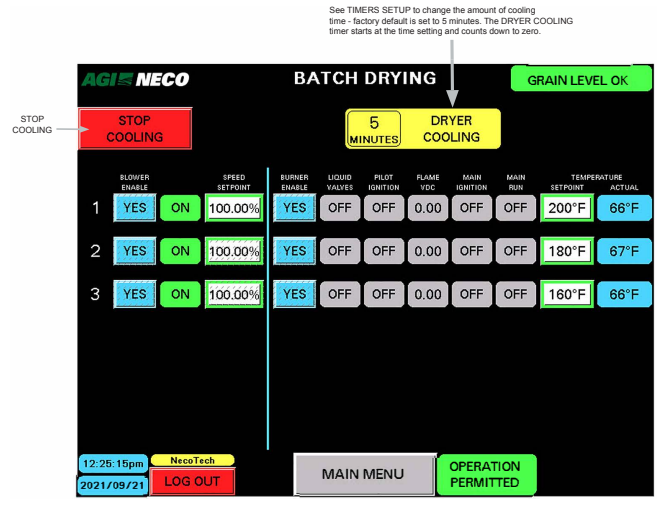 See TIMERS SETUP to change the amount of cooling
time - factory default is set to 5 minutes. The DRYER COOLING
timer starts at the time setting and counts down to zero.
AGI NECO
BATCH DRYING
GRAIN LEVEL OK
STOP
COOLING
STOP
COOLING
5
MINUTES
DRYER
COOLING
BLOWER
ENABLE
SPEED
SETPOINT
BURNER
ENABLE
LIQUID
VALVES
PILOT
IGNITION
FLAME
VDC
MAIN
IGNITION
MAIN
RUN
TEMPERATURE
SETPOINT ACTUAL
1 YES ON 100.00% YES OFF OFF 0.00 OFF OFF 200°F 66°F
2 YES ON 100.00% YES OFF OFF 0.00 OFF OFF 180°F 67°F
3 YES ON 100.00% YES OFF OFF 0.00 OFF OFF 160°F 66°F
12:25:15pm
NecoTech
2021/09/21
LOG OUT
MAIN MENU
OPERATION
PERMITTED